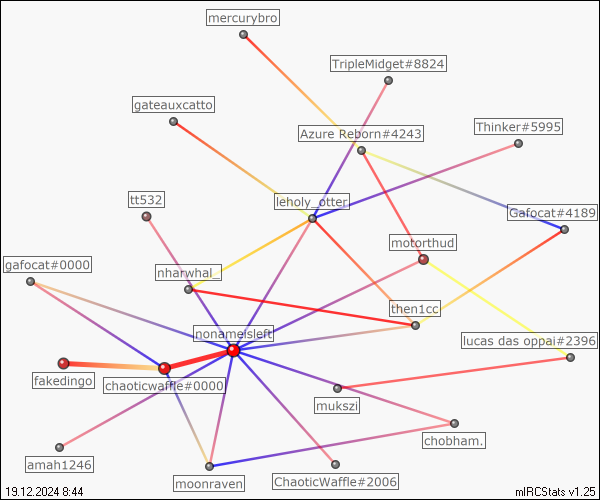 mercurybro
TripleMidget#8824
gateauxcatto
Thinker#5995
Azure Reborn#4243
tt532
leholy_otter
Gafocat#4189
motorthud
gafocat#0000
nharwhal_
then1cc
nonameisleft
lucas das oppai#2396
fakedingo
chaoticwaffle#0000
mukszi
chobham.
amah1246
moonraven
ChaoticWaffle#2006
19.12.2024 8:44
mIRCStats v1.25